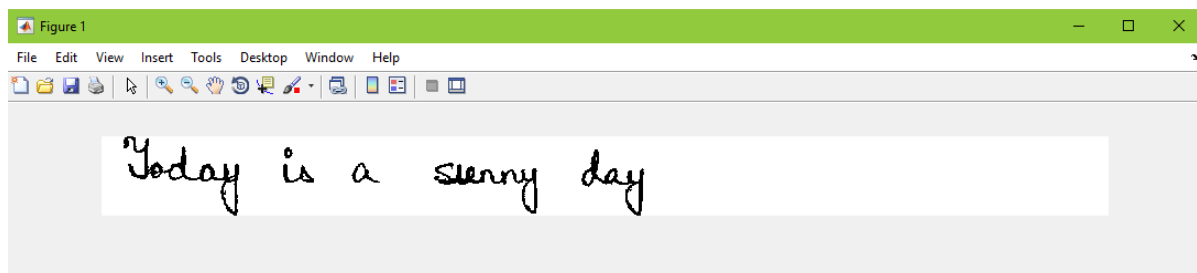 Figure 1
File Edit View Insert Tools Desktop Window Help
Today is a sunny day